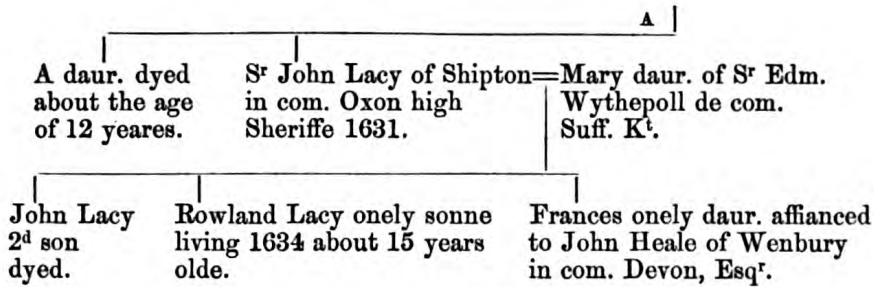 A
A daur. dyed
about the age
of 12 yeares.
Sʳ John Lacy of Shipton=Mary daur. of Sʳ Edm.
in com. Oxon high
Sheriffe 1631.
Wythepoll de com.
Suff. Kᵗ.
John Lacy
2ᵈ son
dyed.
Rowland Lacy onely sonne
living 1634 about 15 years
olde.
Frances onely daur. affianced
to John Heale of Wenbury
in com. Devon, Esqʳ.